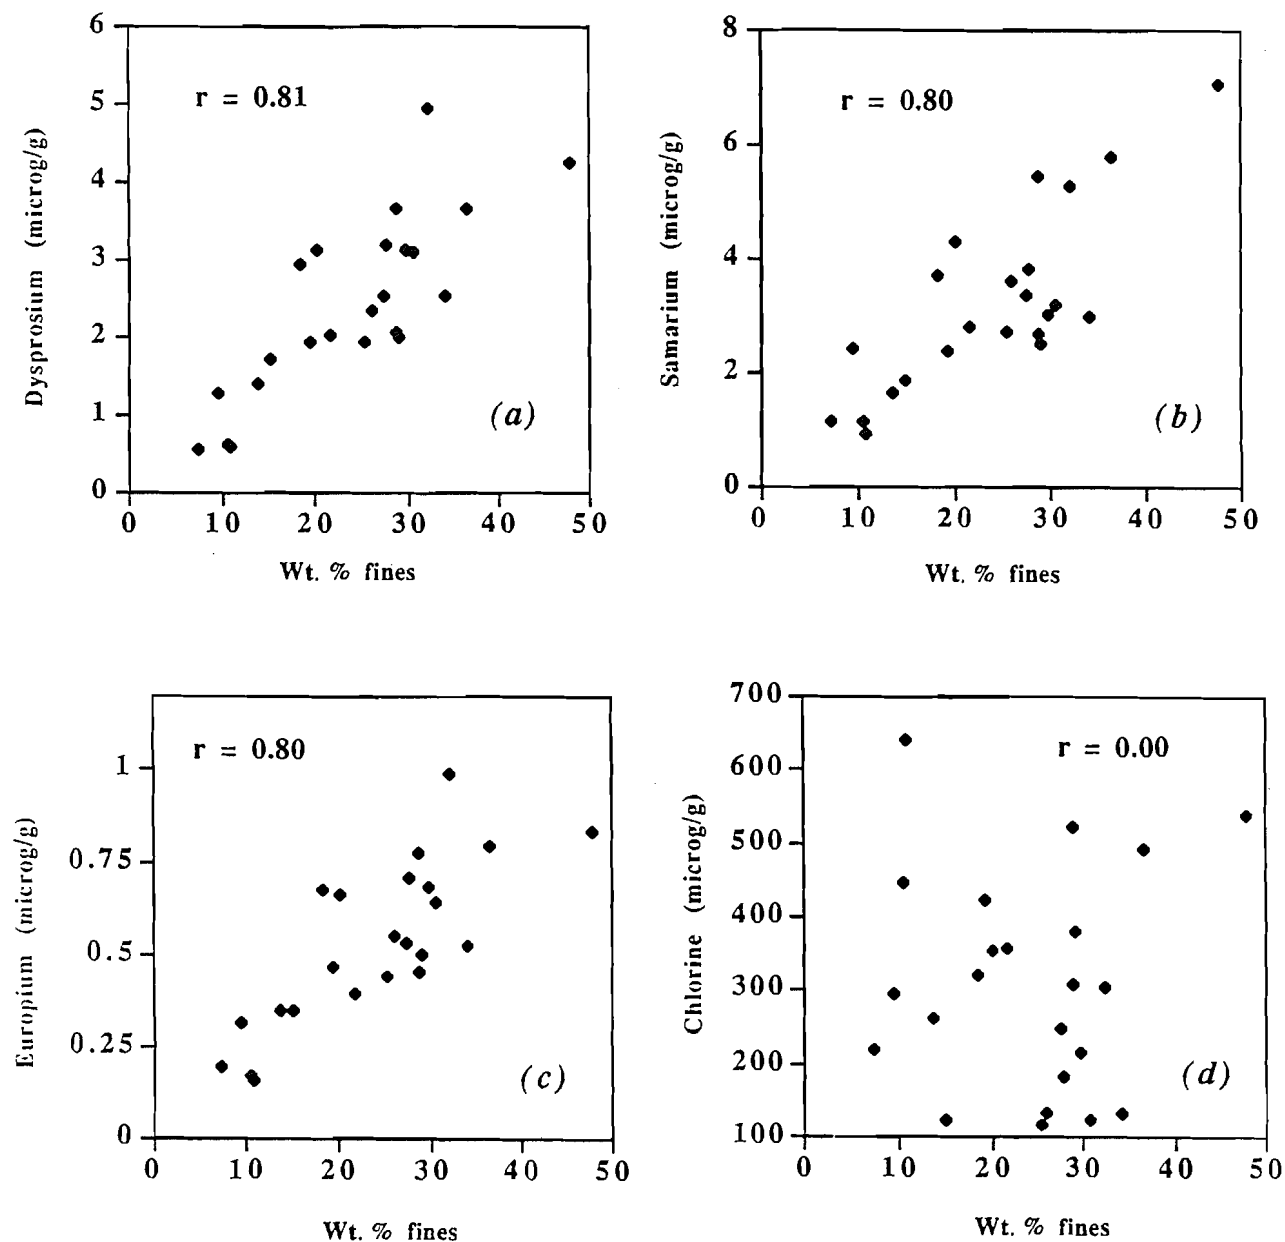 6
5
4
3
2
1
0
Dysprosium (microg/g)
r = 0.81
(a)
0 10 20 30 40 50
Wt. % fines
8
6
4
2
0
Samarium (microg/g)
r = 0.80
(b)
0 10 20 30 40 50
Wt. % fines
1
0.75
0.5
0.25
0
Europium (microg/g)
r = 0.80
(c)
0 10 20 30 40 50
Wt. % fines
700
600
500
400
300
200
100
Chlorine (microg/g)
r = 0.00
(d)
0 10 20 30 40 50
Wt. % fines